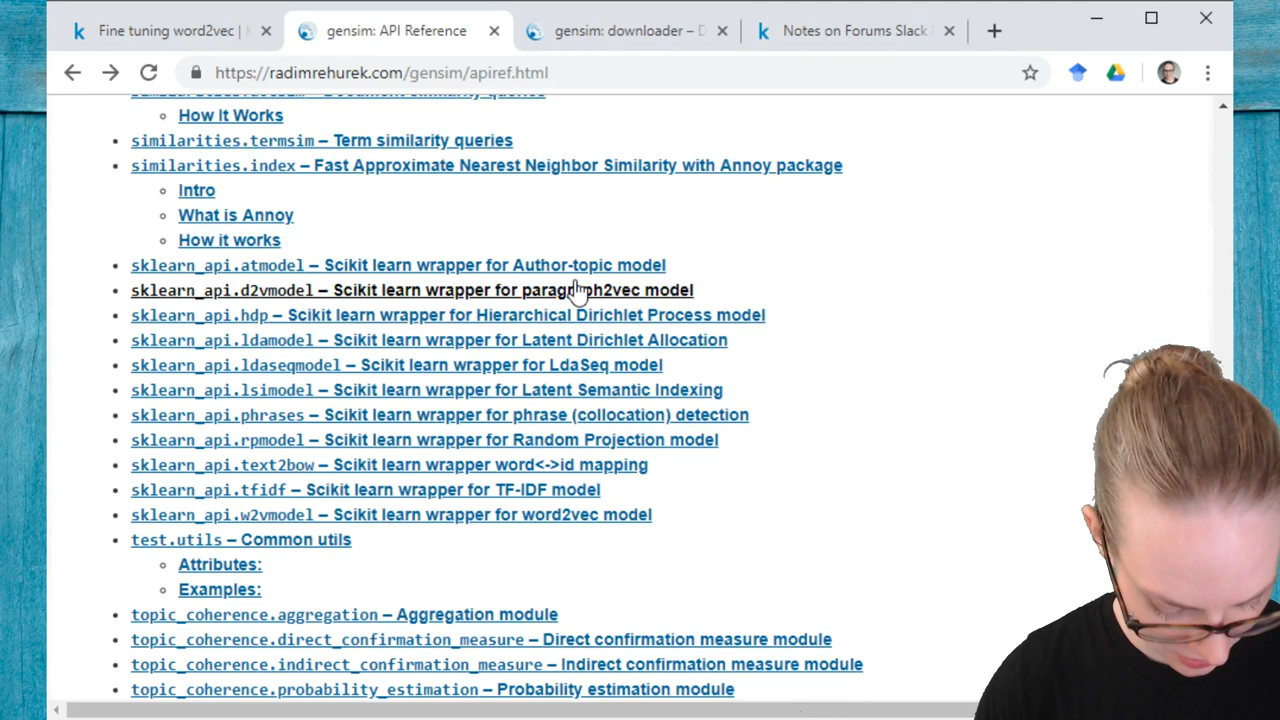 Fine tuning word2vec |
gensim: API Reference
gensim: downloader – D
Notes on Forums Slack
https://radimrehurek.com/gensim/apiref.html
How It Works
similarities.termsim – Term similarity queries
similarities.index – Fast Approximate Nearest Neighbor Similarity with Annoy package
Intro
What is Annoy
How it works
sklearn_api.atmodel – Scikit learn wrapper for Author-topic model
sklearn_api.d2vmodel – Scikit learn wrapper for paragraph2vec model
sklearn_api.hdp – Scikit learn wrapper for Hierarchical Dirichlet Process model
sklearn_api.ldamodel – Scikit learn wrapper for Latent Dirichlet Allocation
sklearn_api.ldaseqmodel – Scikit learn wrapper for LdaSeq model
sklearn_api.lsimodel – Scikit learn wrapper for Latent Semantic Indexing
sklearn_api.phrases – Scikit learn wrapper for phrase (collocation) detection
sklearn_api.rpmodel – Scikit learn wrapper for Random Projection model
sklearn_api.text2bow – Scikit learn wrapper word<->id mapping
sklearn_api.tfidf – Scikit learn wrapper for TF-IDF model
sklearn_api.w2vmodel – Scikit learn wrapper for word2vec model
test.utils – Common utils
Attributes:
Examples:
topic_coherence.aggregation – Aggregation module
topic_coherence.direct_confirmation_measure – Direct confirmation measure module
topic_coherence.indirect_confirmation_measure – Indirect confirmation measure module
topic_coherence.probability_estimation – Probability estimation module